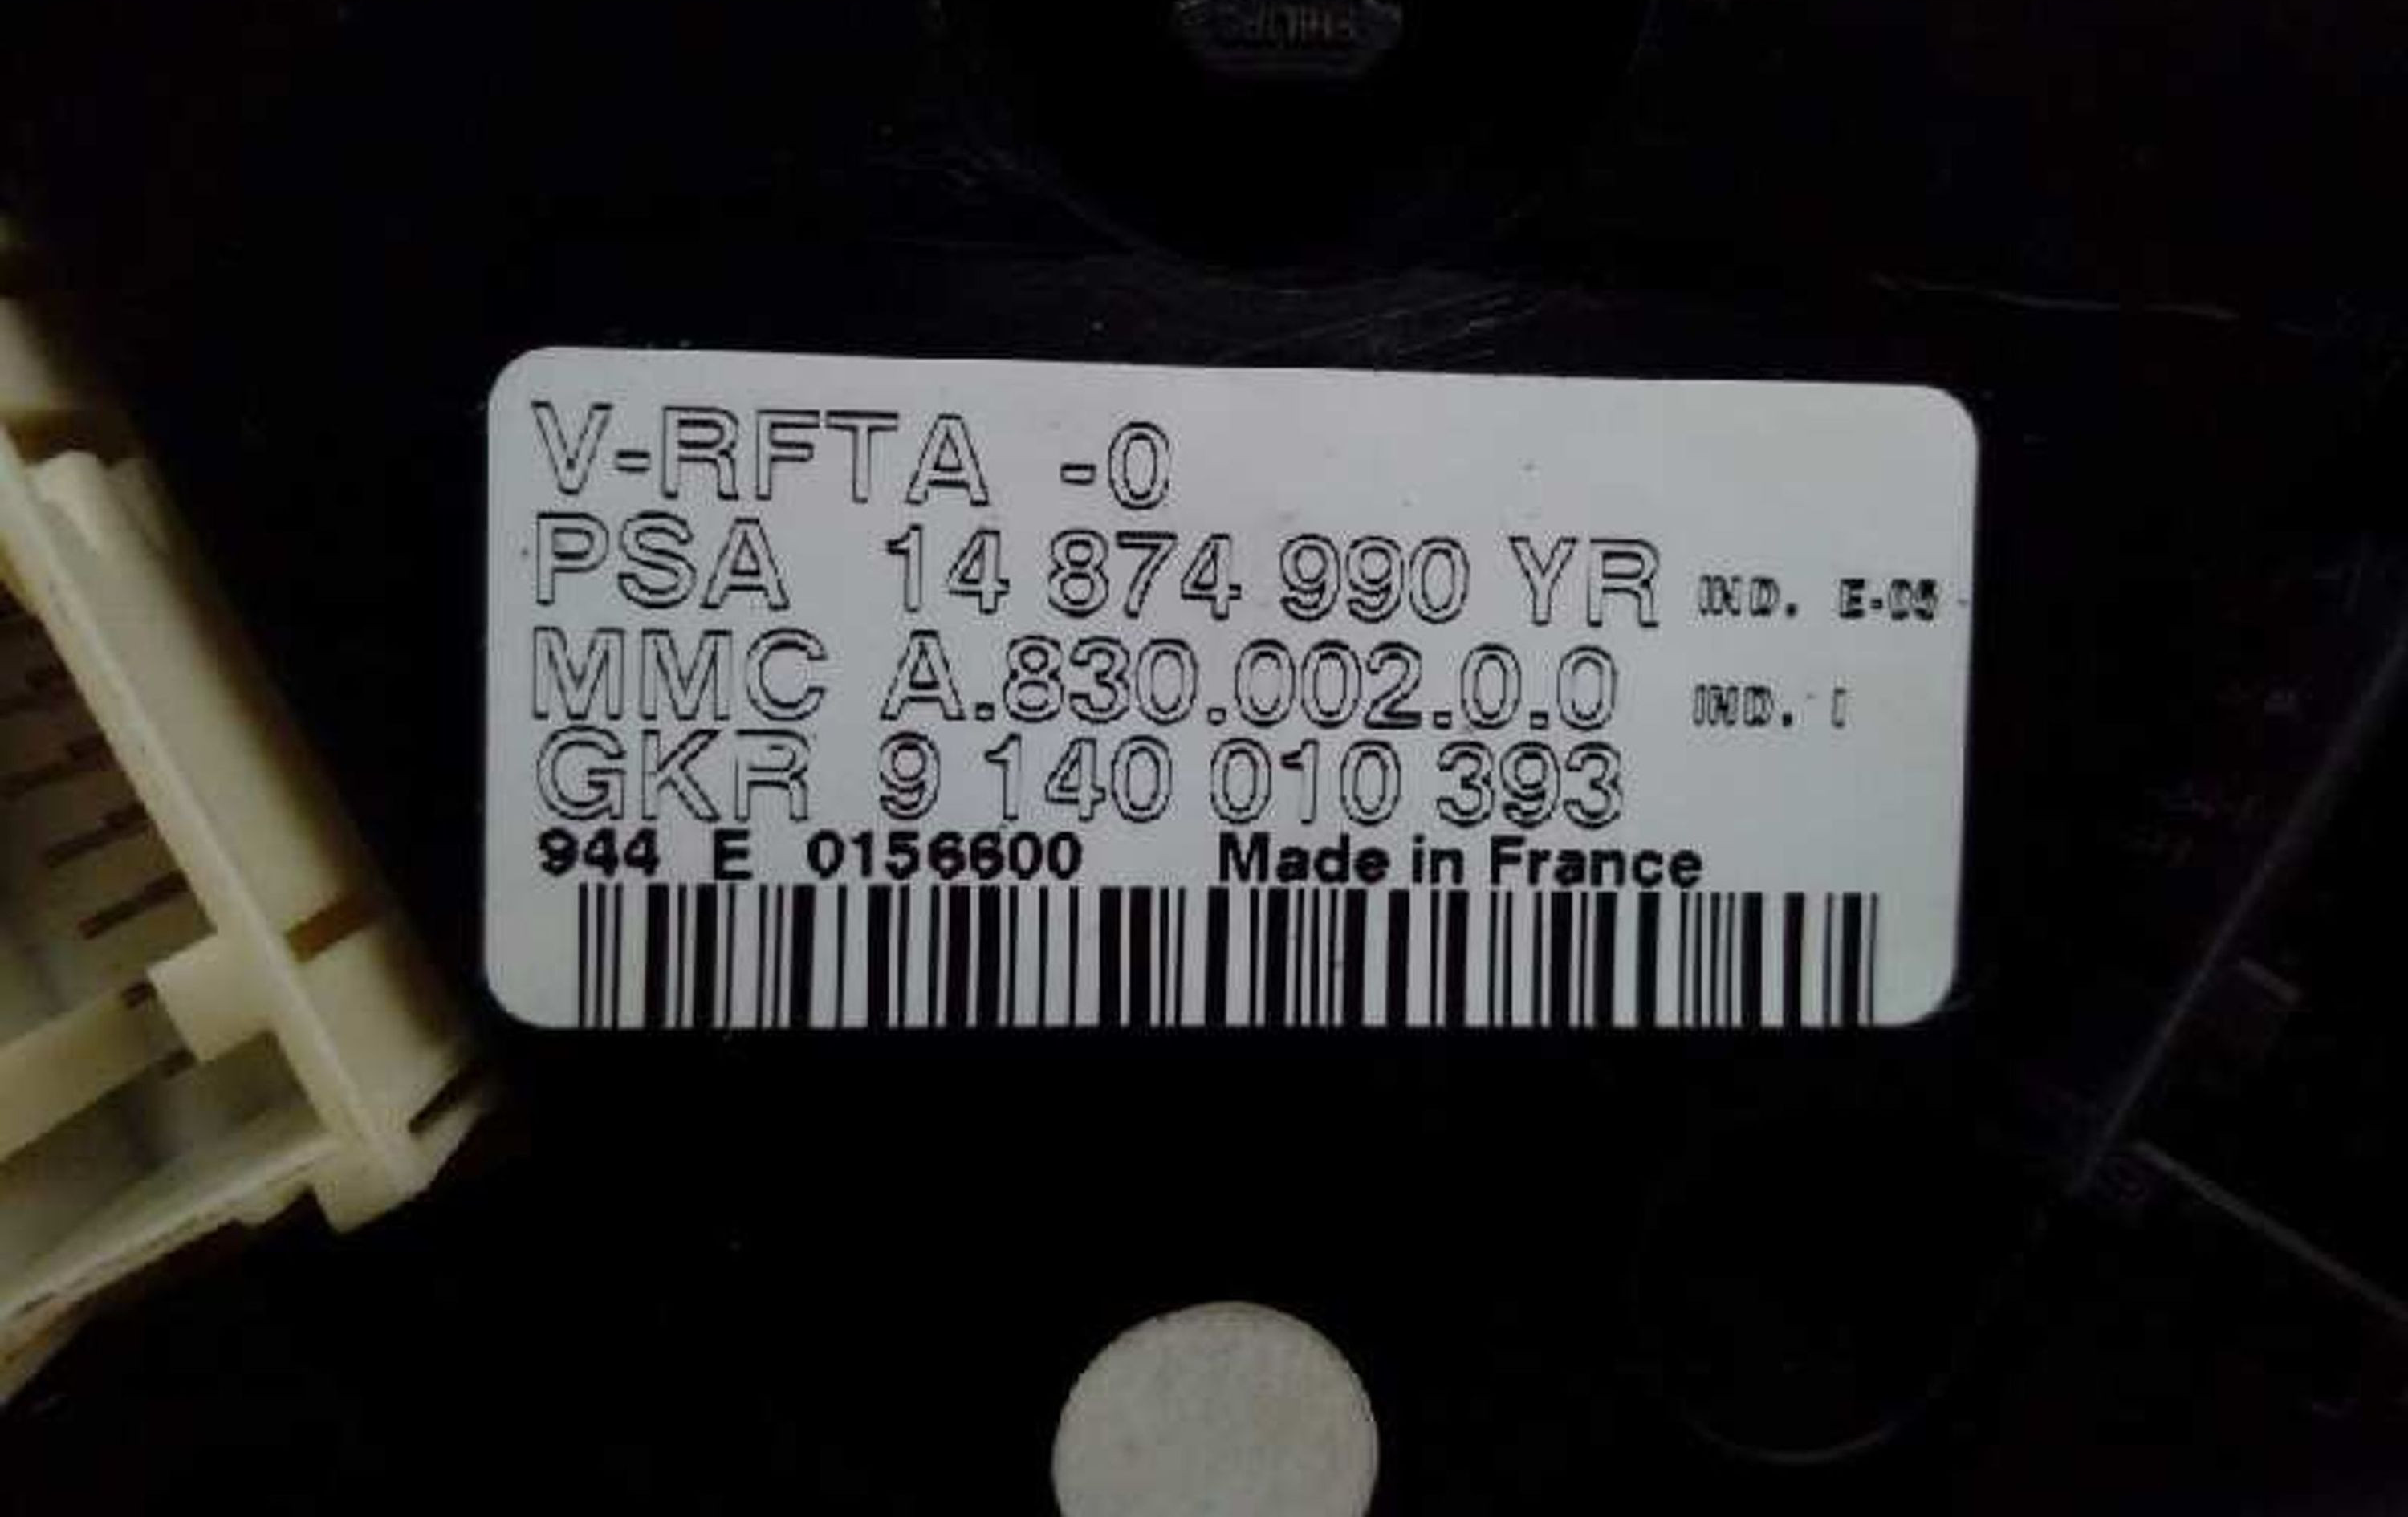 PHILIPS
V-RFTA -0
PSA 14 874 990 YR IND. E-05
MMC A.830.002.0.0 IND. I
GKR 9 140 010 393
944 E 0156600 Made in France